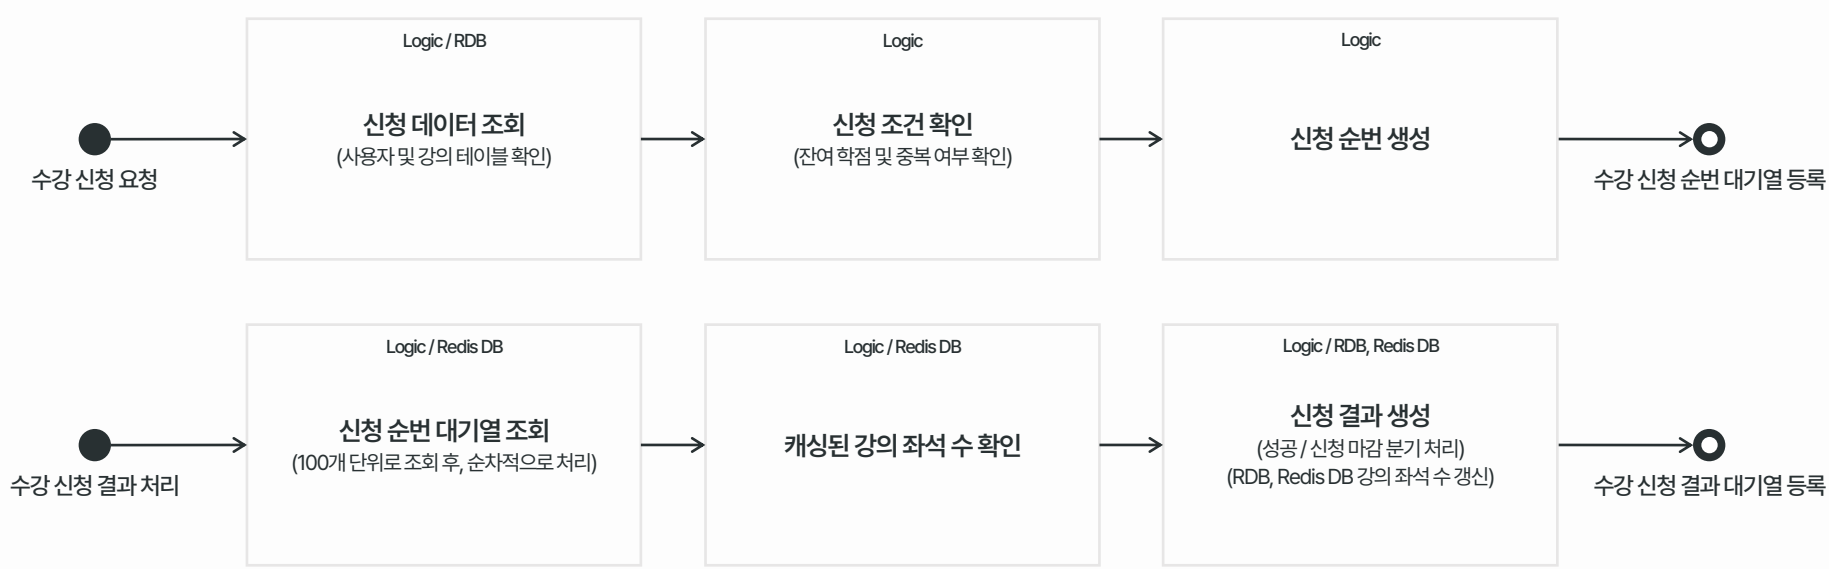 Logic / RDB
신청 데이터 조회
(사용자 및 강의 테이블 확인)
Logic
신청 조건 확인
(잔여 학점 및 중복 여부 확인)
Logic
신청 순번 생성
수강 신청 요청
수강 신청 순번 대기열 등록
Logic / Redis DB
신청 순번 대기열 조회
(100개 단위로 조회 후, 순차적으로 처리)
Logic / Redis DB
캐싱된 강의 좌석 수 확인
Logic / RDB, Redis DB
신청 결과 생성
(성공 / 신청 마감 분기 처리)
(RDB, Redis DB 강의 좌석 수 갱신)
수강 신청 결과 처리
수강 신청 결과 대기열 등록